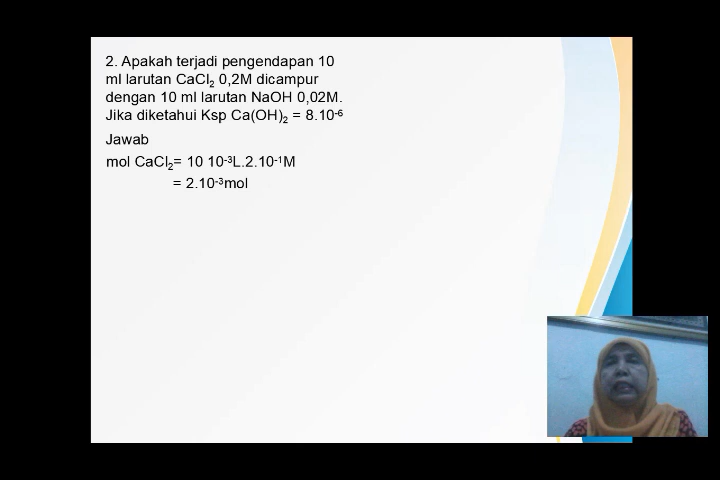 2. Apakah terjadi pengendapan 10
ml larutan CaCl₂ 0,2M dicampur
dengan 10 ml larutan NaOH 0,02M.
Jika diketahui Ksp Ca(OH)₂ = 8.10⁻⁶
Jawab
mol CaCl₂= 10 10⁻³L.2.10⁻¹M
= 2.10⁻³mol